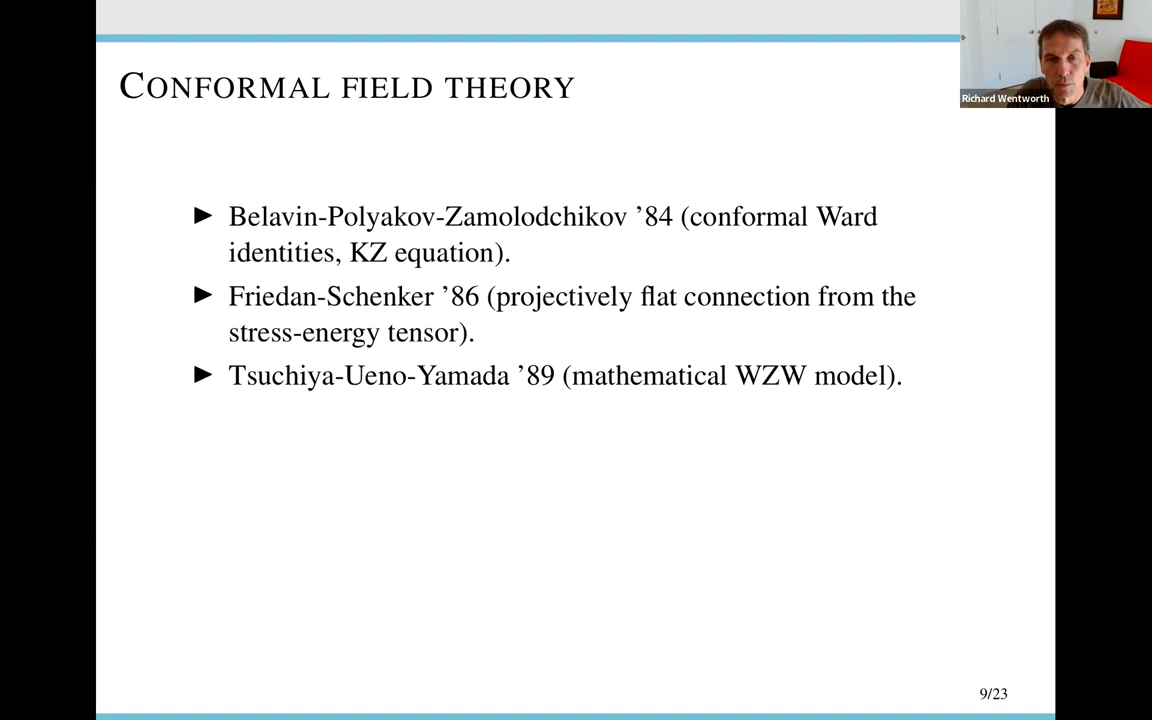 CONFORMAL FIELD THEORY
Richard Wentworth
▶ Belavin-Polyakov-Zamolodchikov ’84 (conformal Ward
identities, KZ equation).
▶ Friedan-Schenker ’86 (projectively flat connection from the
stress-energy tensor).
▶ Tsuchiya-Ueno-Yamada ’89 (mathematical WZW model).
9/23